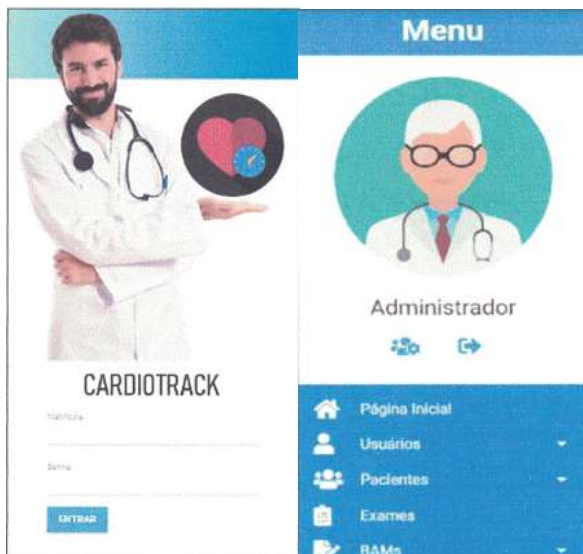 CARDIOTRACK
Matrícula
Senha
ENTRAR
Menu
Administrador
Página Inicial
Usuários
Pacientes
Exames
BAMs